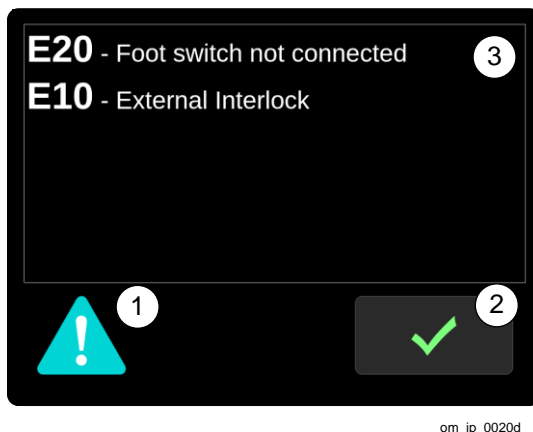 E20 - Foot switch not connected
3
E10 - External Interlock
1
2
om_ip_0020d